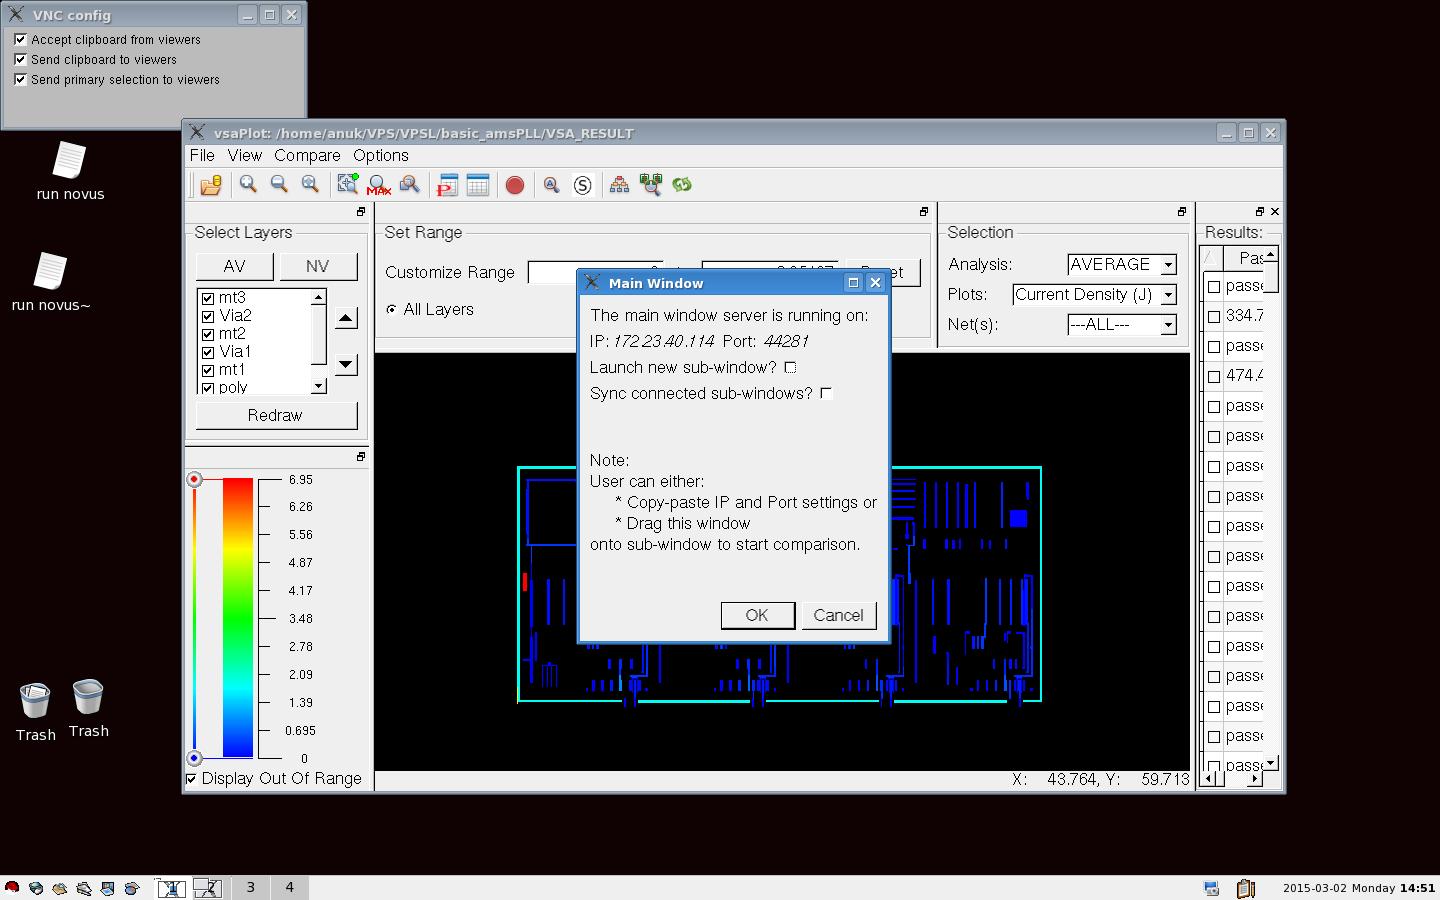 VNC config
Accept clipboard from viewers
Send clipboard to viewers
Send primary selection to viewers
run novus
run novus~
Trash
Trash
vsaPlot: /home/anuk/VPS/VPSL/basic_amsPLL/VSA_RESULT
File View Compare Options
MAX
S
Select Layers
AV
NV
mt3
Via2
mt2
Via1
mt1
poly
Redraw
6.95
6.26
5.56
4.87
4.17
3.48
2.78
2.09
1.39
0.695
0
Display Out Of Range
Set Range
Customize Range
All Layers
Selection
Analysis: AVERAGE
Plots: Current Density (J)
Net(s): ---ALL---
Results:
Pas
passe
334.7
passe
474.4
passe
passe
passe
passe
passe
passe
passe
passe
passe
passe
passe
passe
passe
Main Window
The main window server is running on:
IP: 172.23.40.114 Port: 44281
Launch new sub-window?
Sync connected sub-windows?
Note:
User can either:
* Copy-paste IP and Port settings or
* Drag this window
onto sub-window to start comparison.
OK
Cancel
X: 43.764, Y: 59.713
1
2
3
4
2015-03-02 Monday 14:51